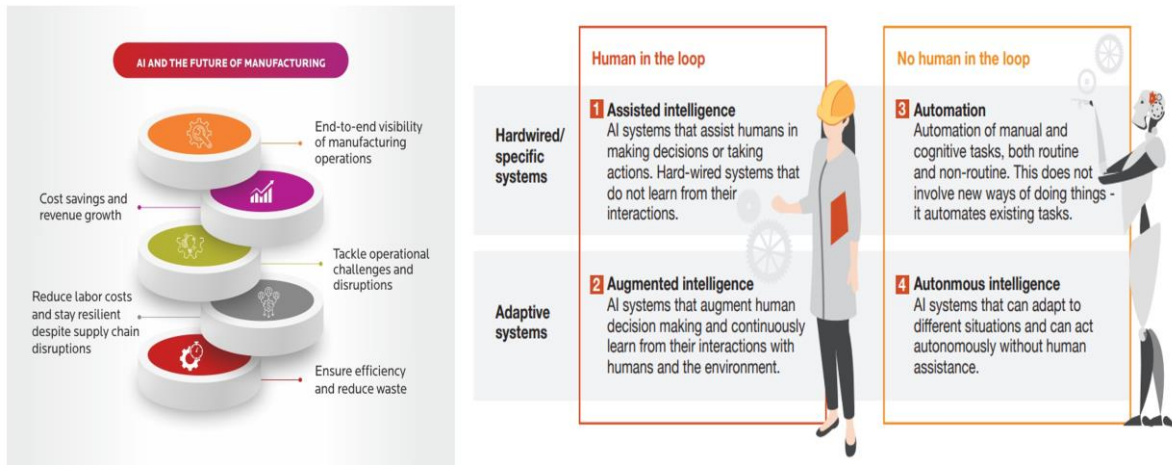 AI AND THE FUTURE OF MANUFACTURING
End-to-end visibility
of manufacturing
operations
Cost savings and
revenue growth
Tackle operational
challenges and
disruptions
Reduce labor costs
and stay resilient
despite supply chain
disruptions
Ensure efficiency
and reduce waste
Human in the loop
No human in the loop
Hardwired/
specific
systems
1 Assisted intelligence
AI systems that assist humans in
making decisions or taking
actions. Hard-wired systems that
do not learn from their
interactions.
3 Automation
Automation of manual and
cognitive tasks, both routine
and non-routine. This does not
involve new ways of doing things -
it automates existing tasks.
Adaptive
systems
2 Augmented intelligence
AI systems that augment human
decision making and continuously
learn from their interactions with
humans and the environment.
4 Autonmous intelligence
AI systems that can adapt to
different situations and can act
autonomously without human
assistance.